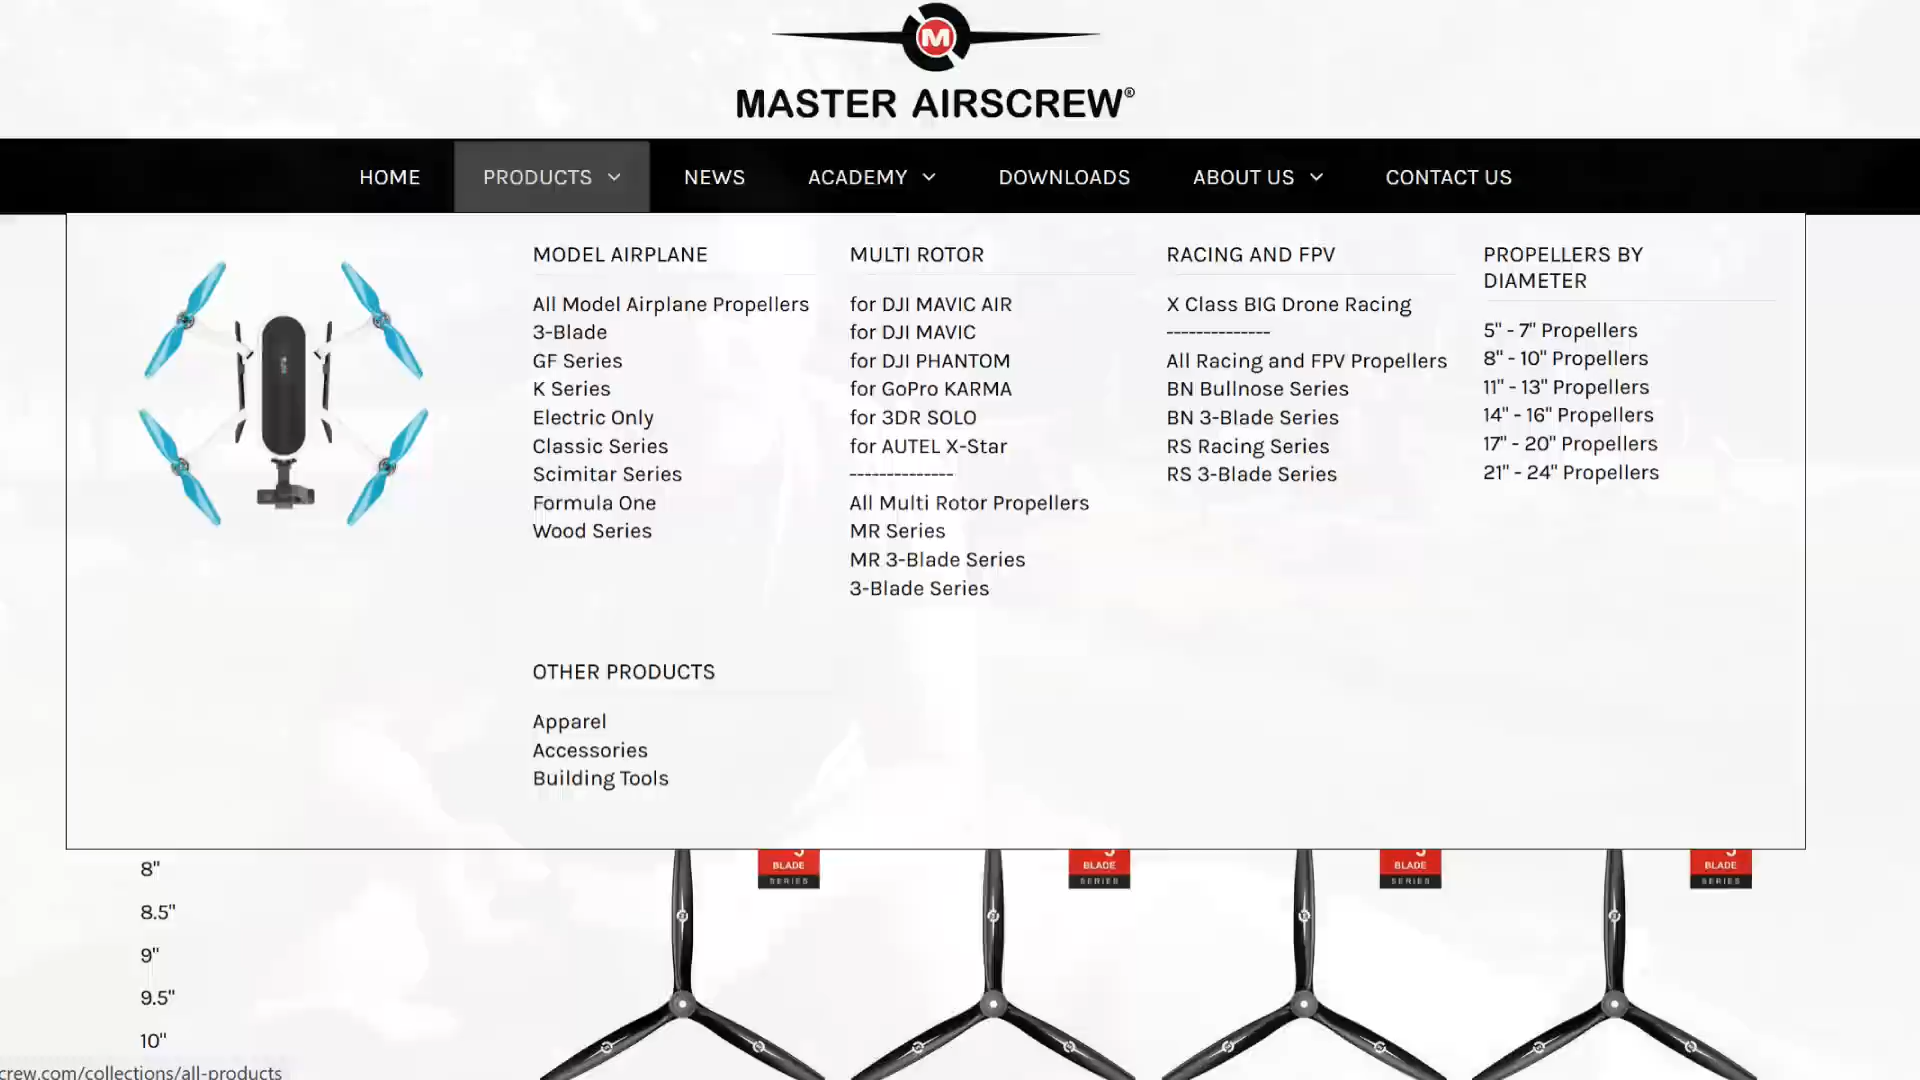 M
MASTER AIRSCREW®
HOME
PRODUCTS
NEWS
ACADEMY
DOWNLOADS
ABOUT US
CONTACT US
MODEL AIRPLANE
All Model Airplane Propellers
3-Blade
GF Series
K Series
Electric Only
Classic Series
Scimitar Series
Formula One
Wood Series
MULTI ROTOR
for DJI MAVIC AIR
for DJI MAVIC
for DJI PHANTOM
for GoPro KARMA
for 3DR SOLO
for AUTEL X-Star
--------------
All Multi Rotor Propellers
MR Series
MR 3-Blade Series
3-Blade Series
RACING AND FPV
X Class BIG Drone Racing
--------------
All Racing and FPV Propellers
BN Bullnose Series
BN 3-Blade Series
RS Racing Series
RS 3-Blade Series
PROPELLERS BY
DIAMETER
5" - 7" Propellers
8" - 10" Propellers
11" - 13" Propellers
14" - 16" Propellers
17" - 20" Propellers
21" - 24" Propellers
OTHER PRODUCTS
Apparel
Accessories
Building Tools
8"
8.5"
9"
9.5"
10"
BLADE
SERIES
BLADE
SERIES
BLADE
SERIES
BLADE
SERIES
crew.com/collections/all-products